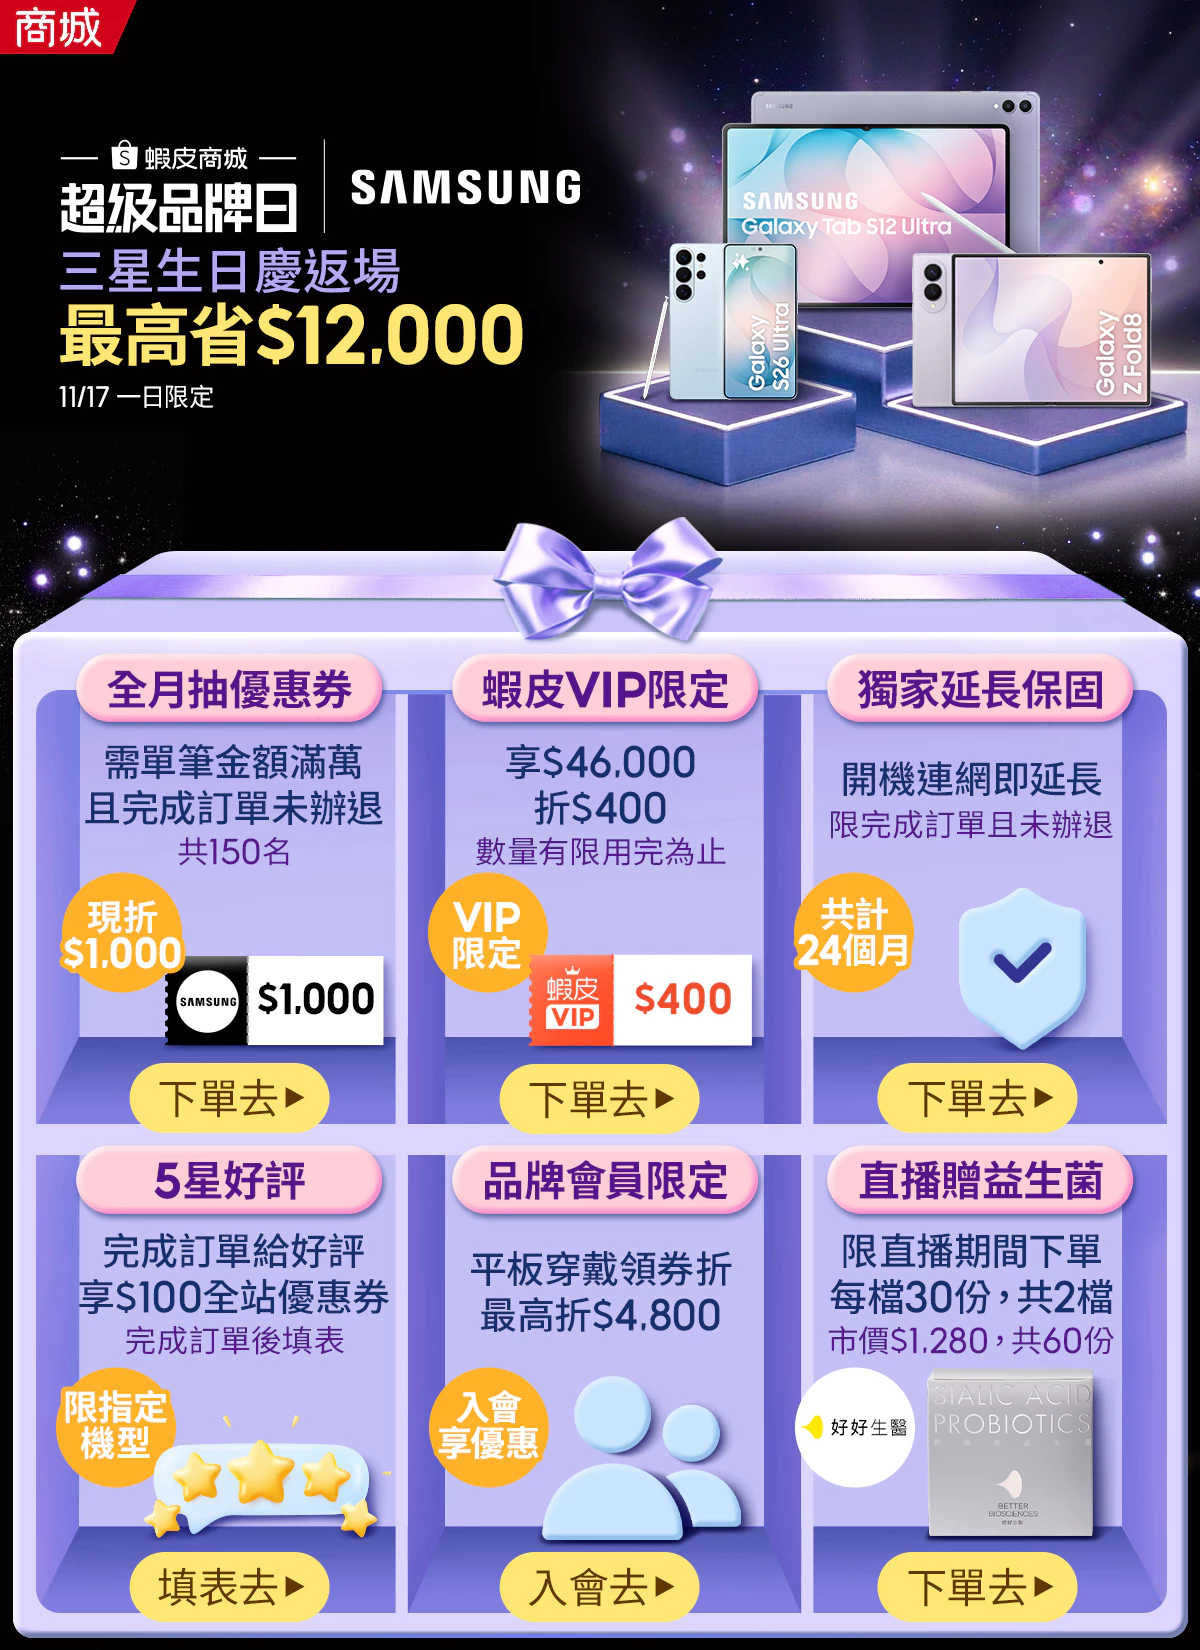 商城
蝦皮商城
超級品牌日
SAMSUNG
三星生日慶返場
最高省$12,000
11/17 一日限定
SAMSUNG
SAMSUNG
Galaxy Tab S12 Ultra
Galaxy
S26 Ultra
Galaxy
Z Fold8
全月抽優惠券
需單筆金額滿萬
且完成訂單未辦退
共150名
現折
$1,000
SAMSUNG
$1,000
下單去
蝦皮VIP限定
享$46,000
折$400
數量有限用完為止
VIP
限定
蝦皮
VIP
$400
下單去
獨家延長保固
開機連網即延長
限完成訂單且未辦退
共計
24個月
下單去
5星好評
完成訂單給好評
享$100全站優惠券
完成訂單後填表
限指定
機型
填表去
品牌會員限定
平板穿戴領券折
最高折$4,800
入會
享優惠
入會去
直播贈益生菌
限直播期間下單
每檔30份，共2檔
市價$1,280，共60份
好好生醫
SIALIC ACID
PROBIOTICS
BETTER
BIOSCIENCES
好好生醫
下單去